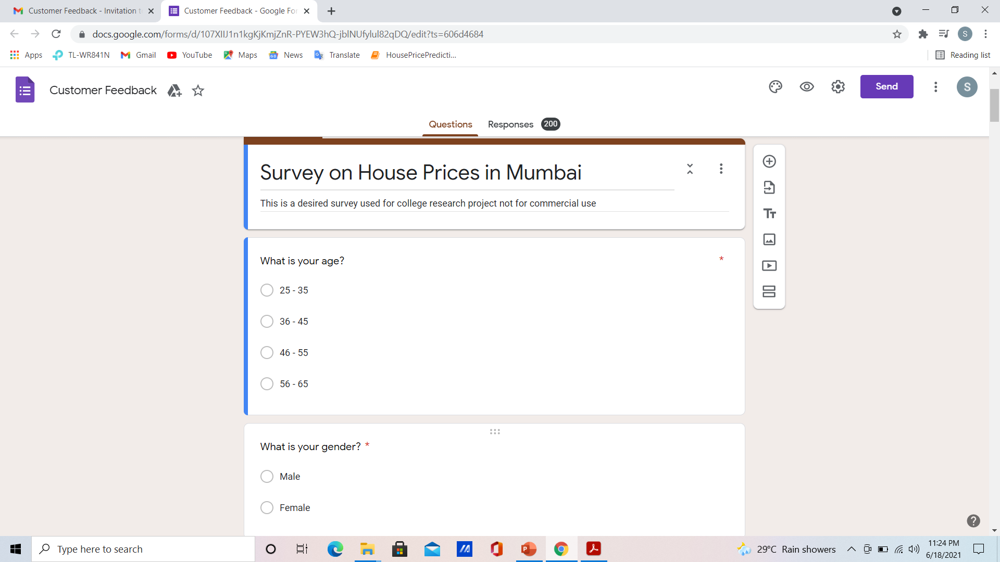 Customer Feedback - Invitation t
Customer Feedback - Google For
docs.google.com/forms/d/107XIIJ1n1kgKjKmjZnR-PYEW3hQ-jblNUfylul82qDQ/edit?ts=606d4684
S
Apps
TL-WR841N
Gmail
YouTube
Maps
News
Translate
HousePricePredicti...
Reading list
Customer Feedback
Send
S
Questions
Responses 200
Survey on House Prices in Mumbai
This is a desired survey used for college research project not for commercial use
What is your age? *
25 - 35
36 - 45
46 - 55
56 - 65
What is your gender? *
Male
Female
Type here to search
29°C Rain showers
11:24 PM
6/18/2021